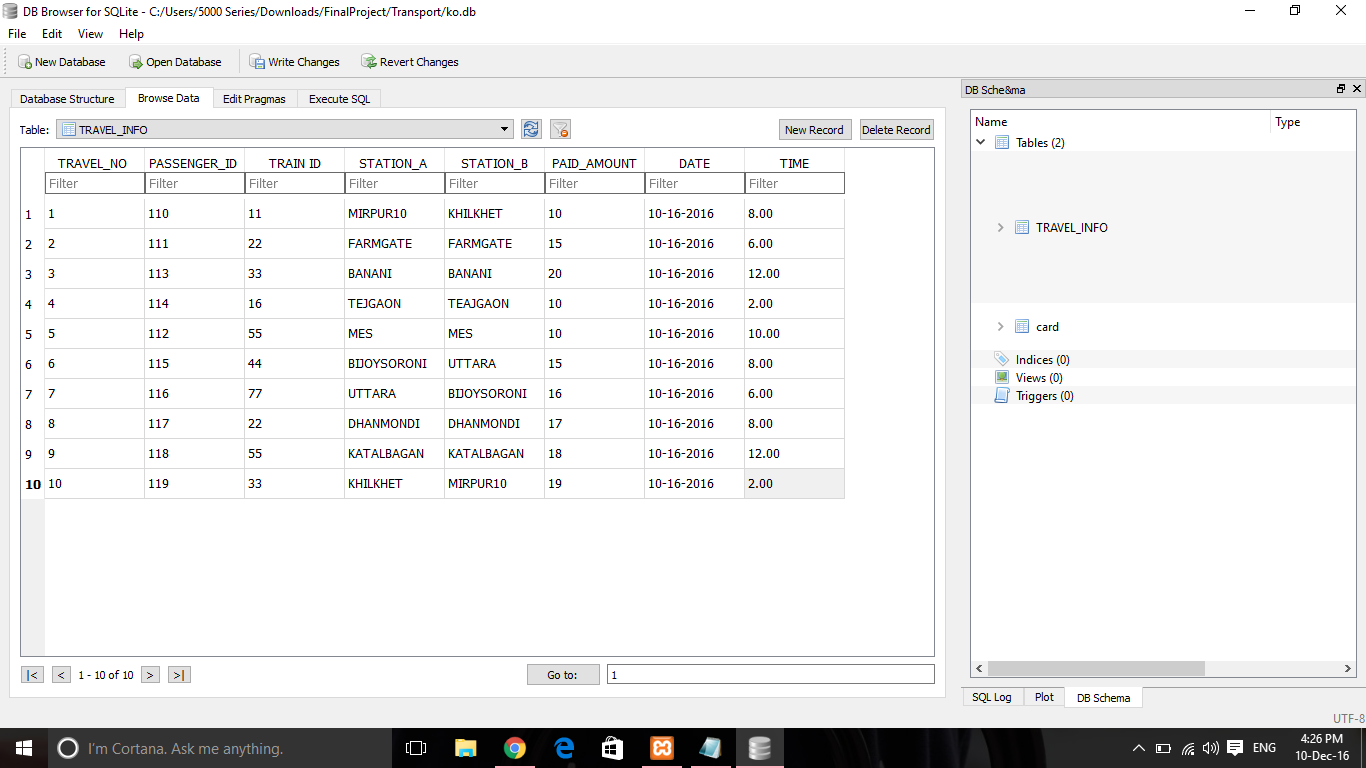 DB Browser for SQLite - C:/Users/5000 Series/Downloads/FinalProject/Transport/ko.db
File Edit View Help
New Database Open Database Write Changes Revert Changes
Database Structure Browse Data Edit Pragmas Execute SQL
Table: TRAVEL_INFO New Record Delete Record
TRAVEL_NO PASSENGER_ID TRAIN ID STATION_A STATION_B PAID_AMOUNT DATE TIME
Filter Filter Filter Filter Filter Filter Filter Filter
1 1 110 11 MIRPUR10 KHILKHET 10 10-16-2016 8.00
2 2 111 22 FARMGATE FARMGATE 15 10-16-2016 6.00
3 3 113 33 BANANI BANANI 20 10-16-2016 12.00
4 4 114 16 TEJGAON TEAJGAON 10 10-16-2016 2.00
5 5 112 55 MES MES 10 10-16-2016 10.00
6 6 115 44 BIJOYSORONI UTTARA 15 10-16-2016 8.00
7 7 116 77 UTTARA BIJOYSORONI 16 10-16-2016 6.00
8 8 117 22 DHANMONDI DHANMONDI 17 10-16-2016 8.00
9 9 118 55 KATALBAGAN KATALBAGAN 18 10-16-2016 12.00
10 10 119 33 KHILKHET MIRPUR10 19 10-16-2016 2.00
|< < 1 - 10 of 10 > >| Go to: 1
DB Sche&ma
Name Type
Tables (2)
TRAVEL_INFO
card
Indices (0)
Views (0)
Triggers (0)
SQL Log Plot DB Schema
UTF-8
I'm Cortana. Ask me anything.
ENG
4:26 PM
10-Dec-16